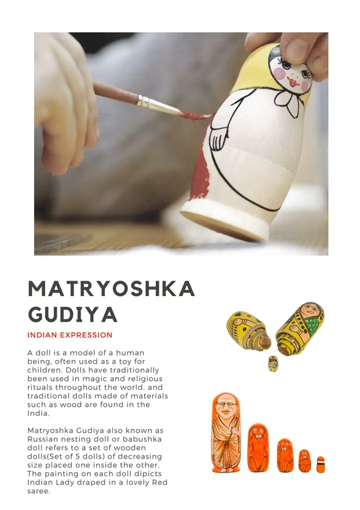 MATRYOSHKA
GUDIYA
INDIAN EXPRESSION
A doll is a model of a human
being, often used as a toy for
children. Dolls have traditionally
been used in magic and religious
rituals throughout the world, and
traditional dolls made of materials
such as wood are found in the
India.
Matryoshka Gudiya also known as
Russian nesting doll or babushka
doll refers to a set of wooden
dolls(Set of 5 dolls) of decreasing
size placed one inside the other.
The painting on each doll dipicts
Indian Lady draped in a lovely Red
saree.